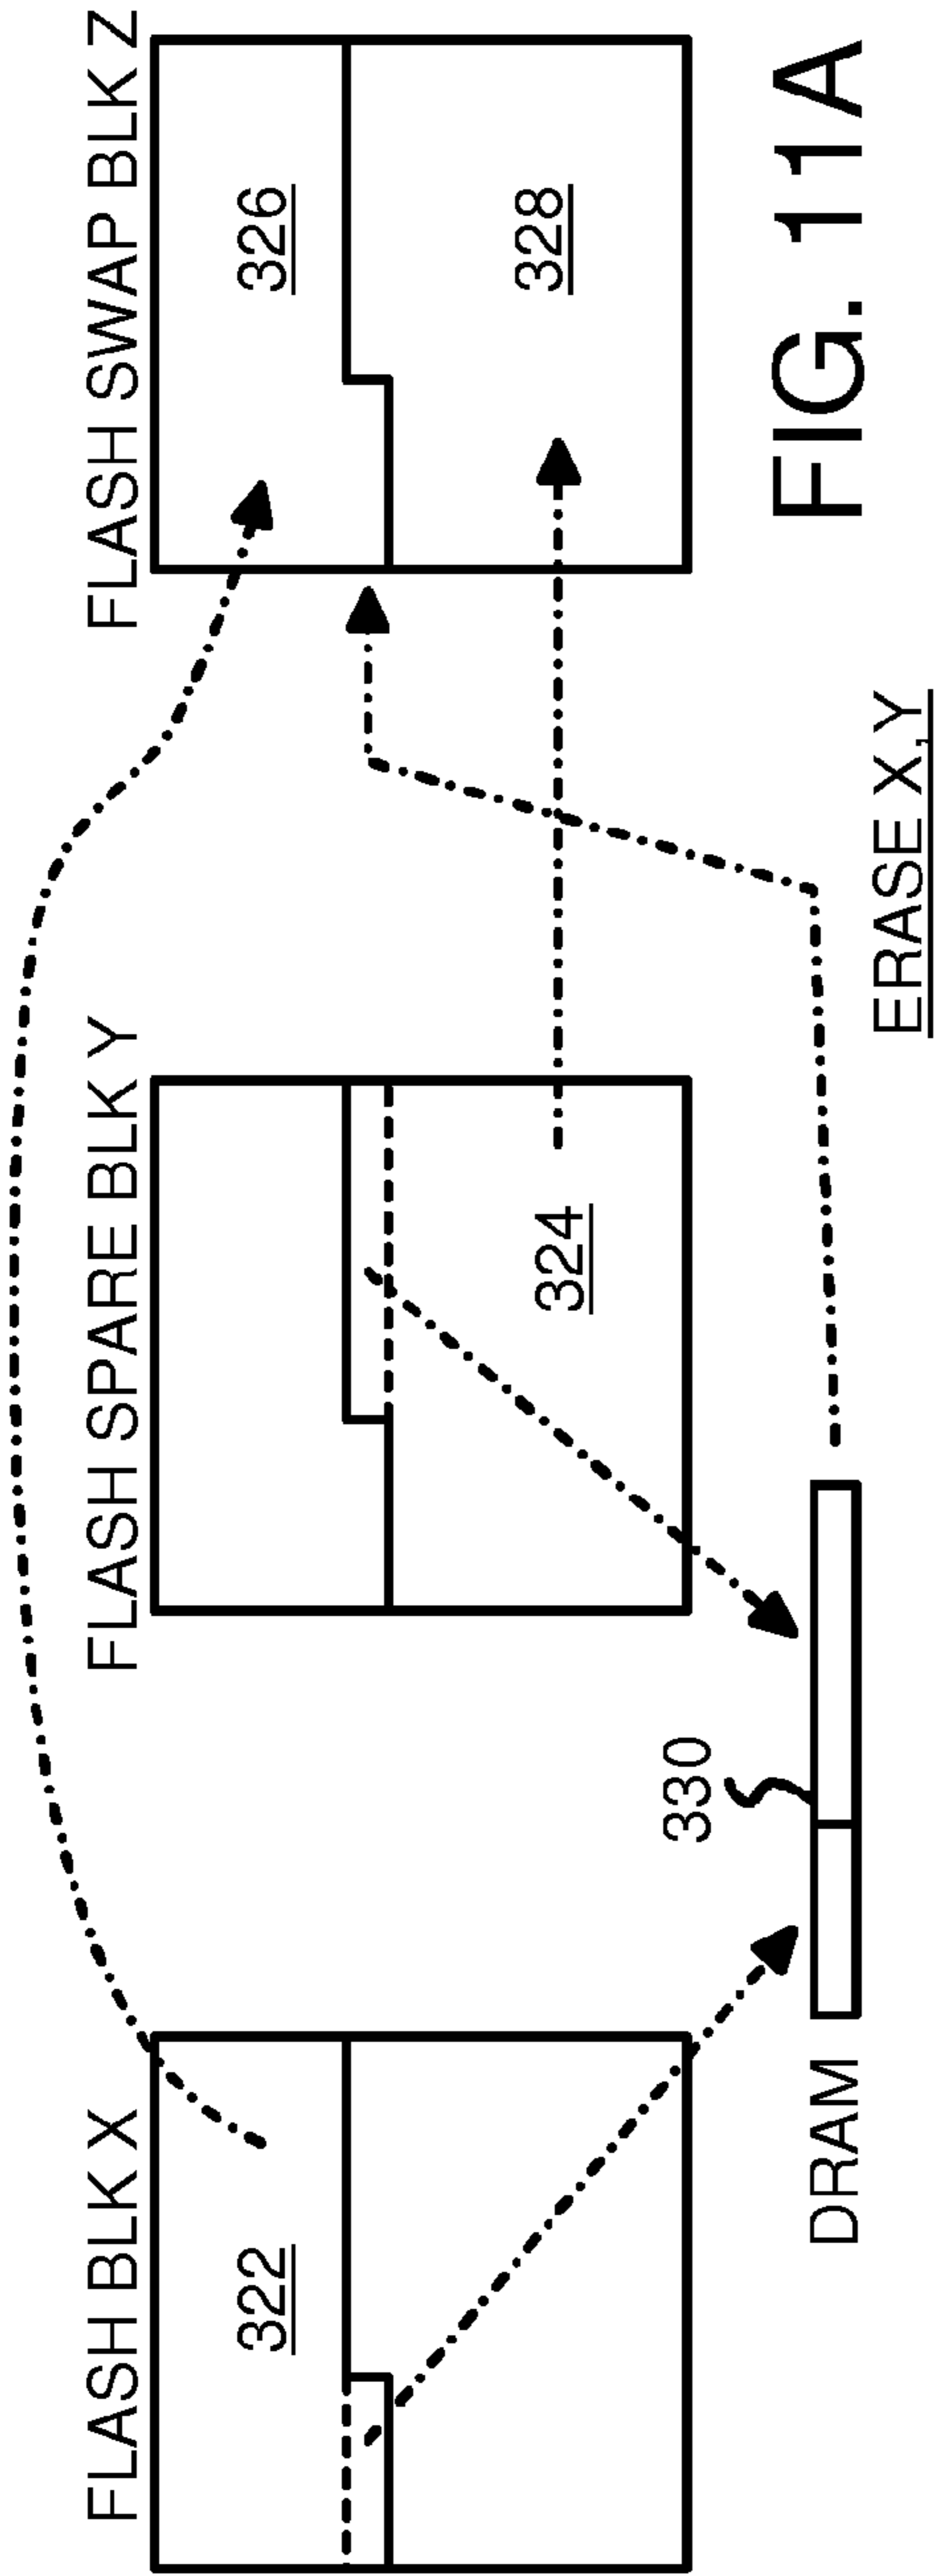 FLASH BLK X
FLASH SPARE BLK Y
FLASH SWAP BLK Z
322
326
324
328
330
DRAM
ERASE X,Y
FIG. 11A